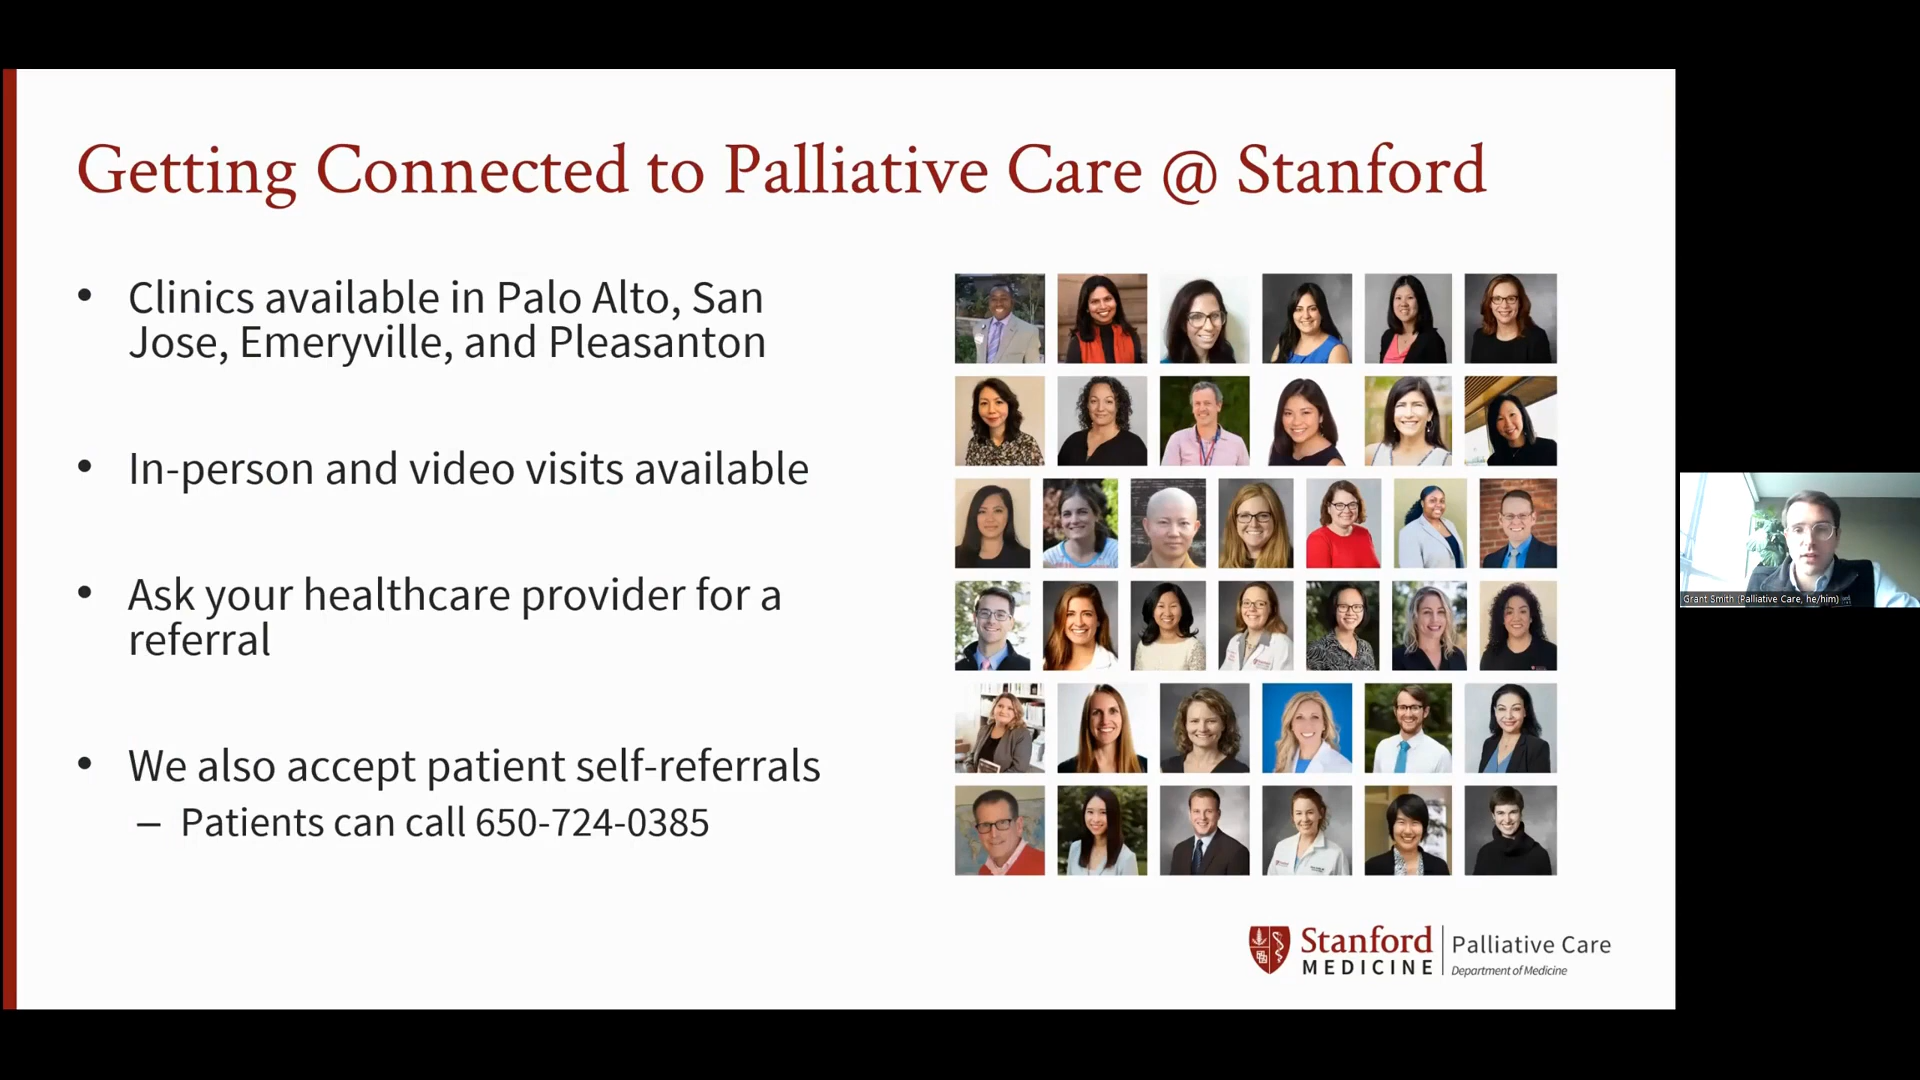 Getting Connected to Palliative Care @ Stanford
• Clinics available in Palo Alto, San
Jose, Emeryville, and Pleasanton
• In-person and video visits available
• Ask your healthcare provider for a
referral
• We also accept patient self-referrals
– Patients can call 650-724-0385
Grant Smith (Palliative Care, he/him)
Stanford
MEDICINE
Palliative Care
Department of Medicine